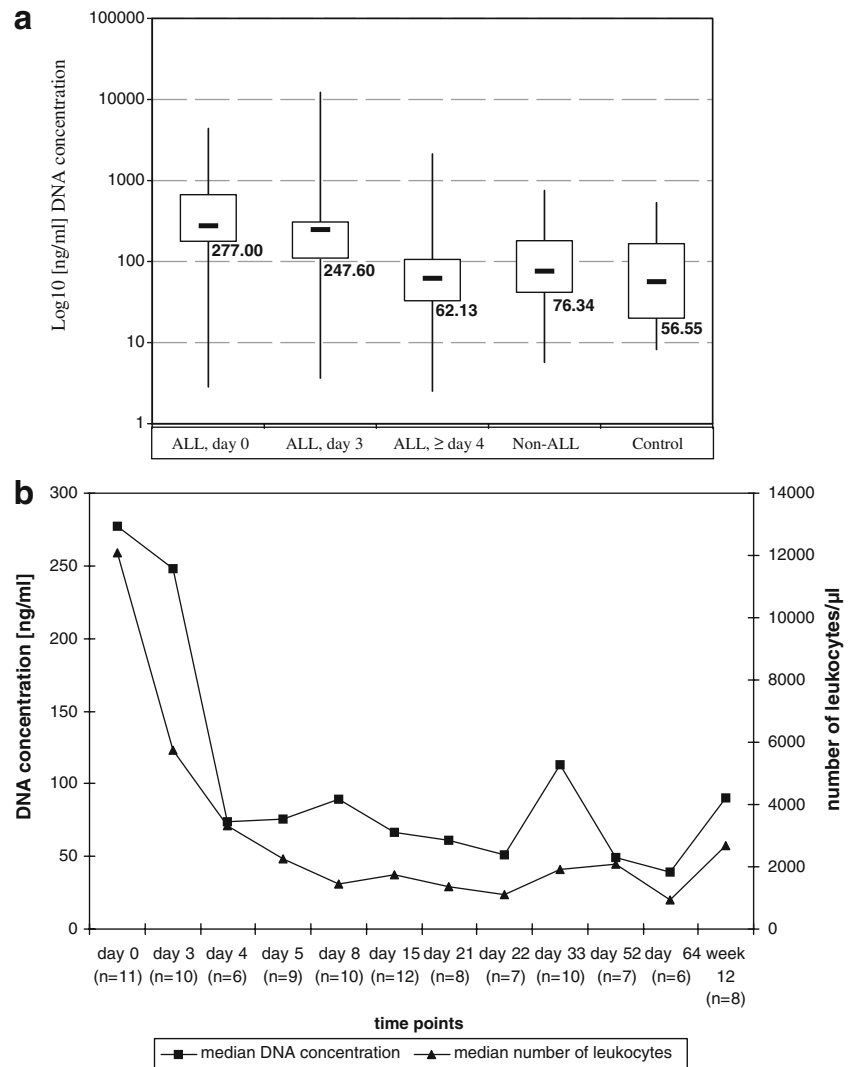 a
Log10 [ng/ml] DNA concentration
100000
10000
1000
100
10
1
277.00
247.60
62.13
76.34
56.55
ALL, day 0
ALL, day 3
ALL, ≥ day 4
Non-ALL
Control
b
DNA concentration [ng/ml]
300
250
200
150
100
50
0
number of leukocytes/µl
14000
12000
10000
8000
6000
4000
2000
0
day 0 day 3 day 4 day 5 day 8 day 15 day 21 day 22 day 33 day 52 day 64 week
(n=11) (n=10) (n=6) (n=9) (n=10) (n=12) (n=8) (n=7) (n=10) (n=7) (n=6) 12
(n=8)
time points
median DNA concentration
median number of leukocytes